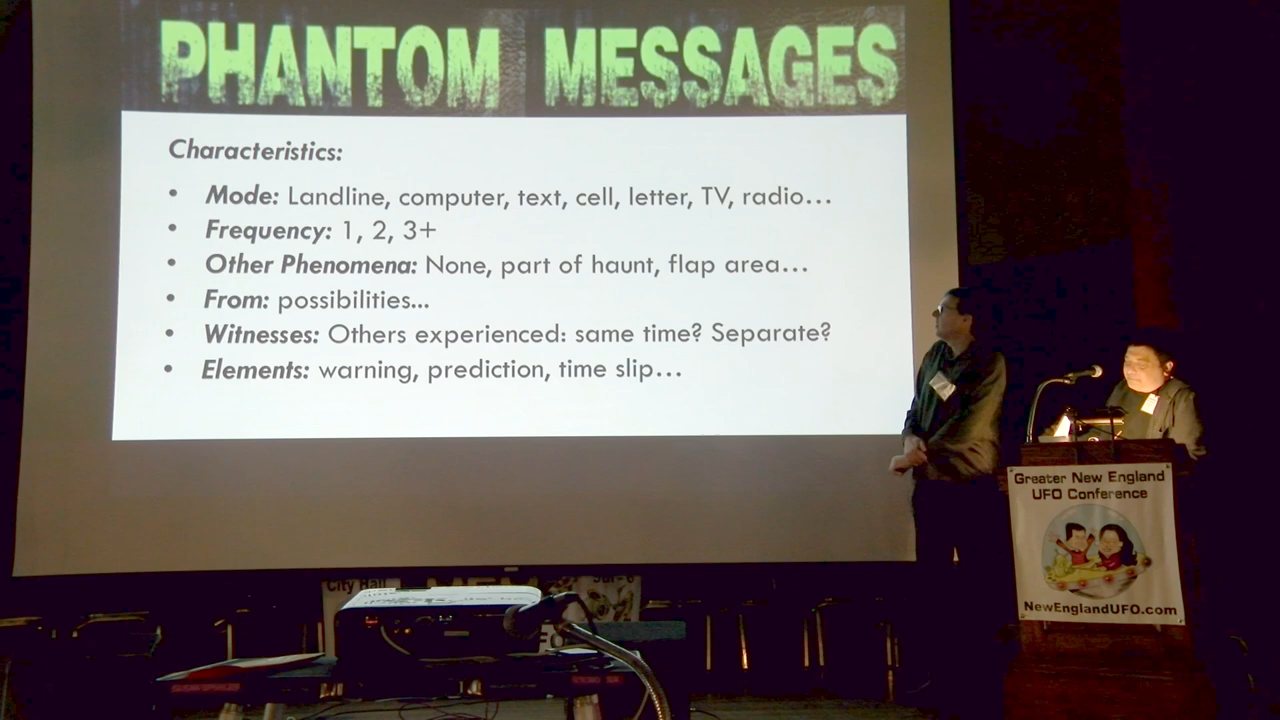 PHANTOM MESSAGES
Characteristics:
• Mode: Landline, computer, text, cell, letter, TV, radio...
• Frequency: 1, 2, 3+
• Other Phenomena: None, part of haunt, flap area...
• From: possibilities...
• Witnesses: Others experienced: same time? Separate?
• Elements: warning, prediction, time slip...
Greater New England
UFO Conference
NewEnglandUFO.com
City Hall